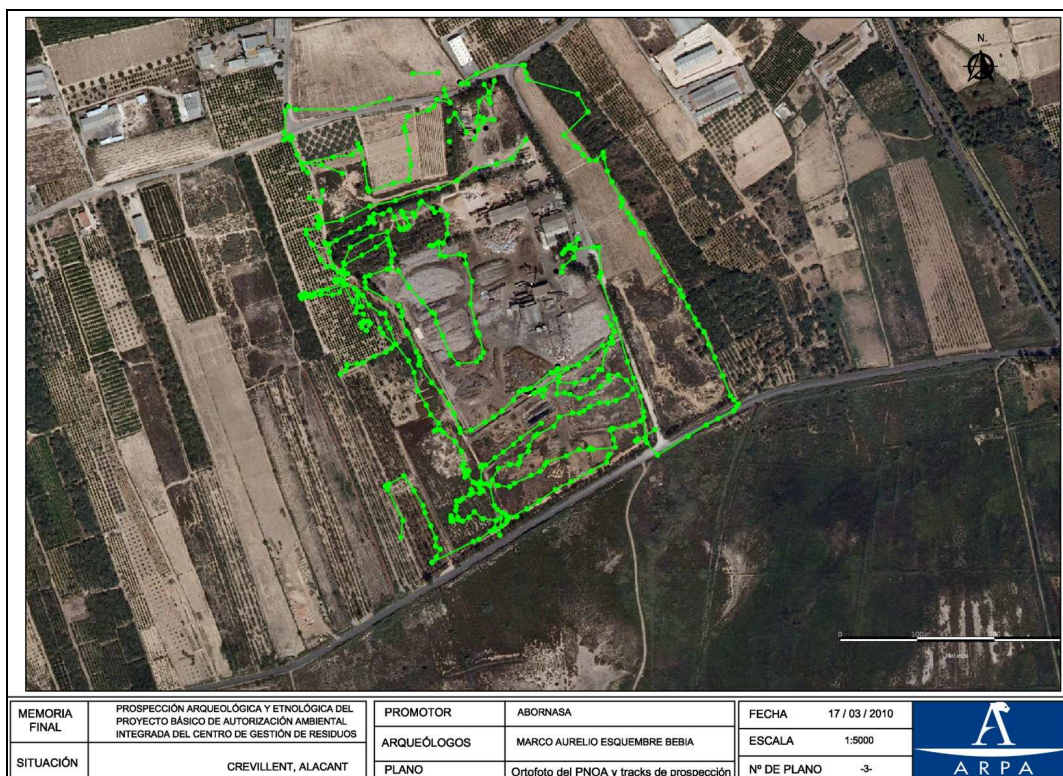 N.
0
100
MEMORIA
FINAL
PROSPECCIÓN ARQUEOLÓGICA Y ETNOLÓGICA DEL
PROYECTO BÁSICO DE AUTORIZACIÓN AMBIENTAL
INTEGRADA DEL CENTRO DE GESTIÓN DE RESIDUOS
SITUACIÓN
CREVILLENT, ALACANT
PROMOTOR
ABORNASA
ARQUEÓLOGOS
MARCO AURELIO ESQUEMBRE BEBIA
PLANO
Ortofoto del PNOA y tracks de prospección
FECHA
17 / 03 / 2010
ESCALA
1:5000
Nº DE PLANO
-3-
ARPA